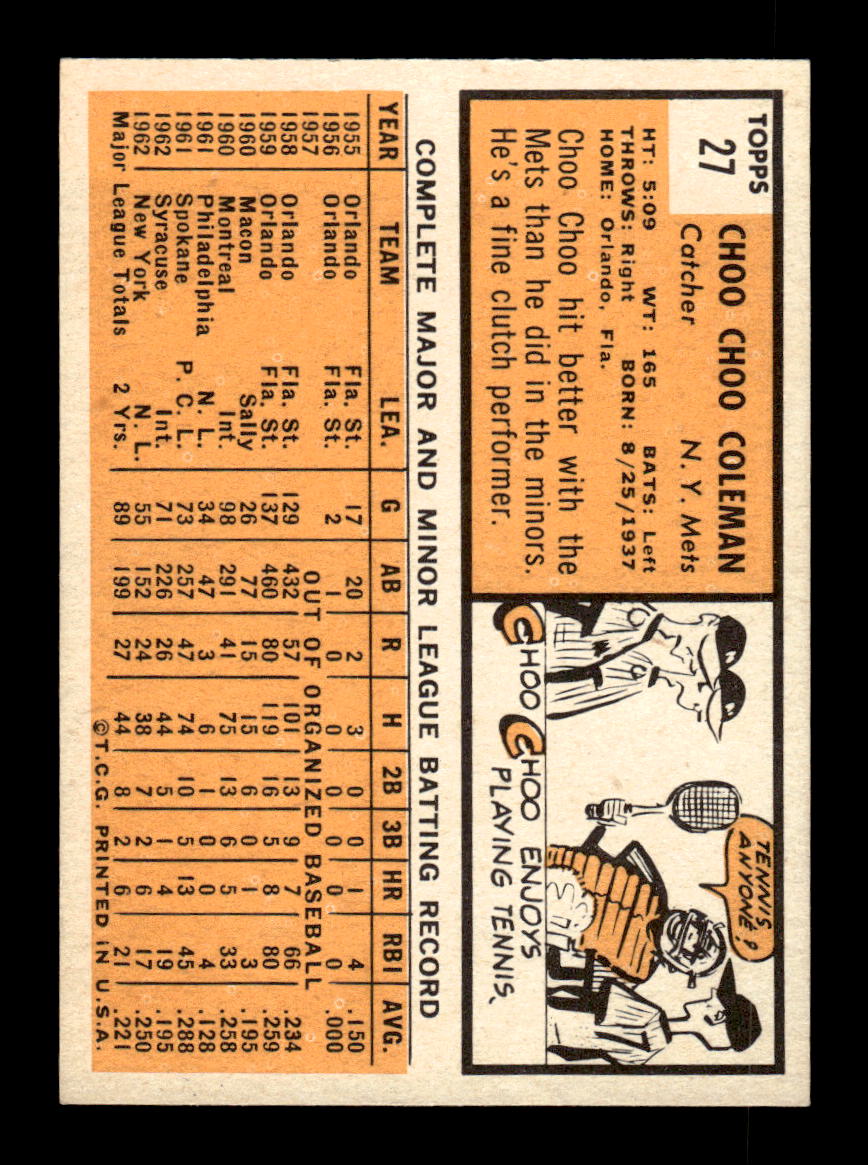 TOPPS
27
CHOO CHOO COLEMAN
Catcher N. Y. Mets
HT: 5:09 WT: 165 BATS: Left
THROWS: Right BORN: 8/25/1937
HOME: Orlando, Fla.
Choo Choo hit better with the
Mets than he did in the minors.
He's a fine clutch performer.
TENNIS
ANYONE?
CHOO CHOO ENJOYS
PLAYING TENNIS.
COMPLETE MAJOR AND MINOR LEAGUE BATTING RECORD
YEAR TEAM LEA. G AB R H 2B 3B HR RBI AVG.
1955 Orlando Fla. St. 17 20 2 3 0 0 1 4 .150
1956 Orlando Fla. St. 2 1 0 0 0 0 0 0 .000
1957 OUT OF ORGANIZED BASEBALL
1958 Orlando Fla. St. 129 432 57 101 13 9 7 66 .234
1959 Orlando Fla. St. 137 460 80 119 16 5 8 80 .259
1960 Macon Sally 26 77 15 15 6 0 1 3 .195
1960 Montreal Int. 98 291 41 75 13 6 5 33 .258
1961 Philadelphia N. L. 34 47 3 6 1 0 0 4 .128
1961 Spokane P. C. L. 73 257 47 74 10 5 13 45 .288
1962 Syracuse Int. 71 226 26 44 5 1 4 19 .195
1962 New York N. L. 55 152 24 38 7 2 6 17 .250
Major League Totals 2 Yrs. 89 199 27 44 8 2 6 21 .221
©T.C.G. PRINTED IN U.S.A.